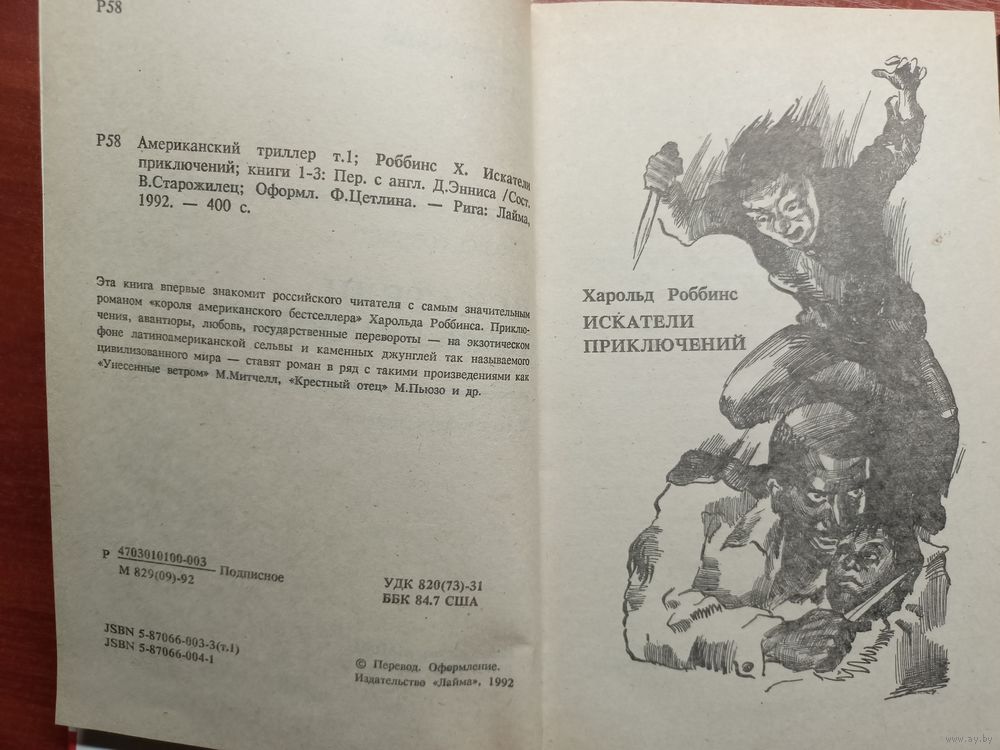 Р58
Р58 Американский триллер т.1; Роббинс Х. Искатели
приключений; книги 1-3: Пер. с англ. Д.Энниса /Сост.
В.Старожилец; Оформл. Ф.Цетлина. — Рига: Лайма,
1992. — 400 с.
Эта книга впервые знакомит российского читателя с самым значительным
романом «короля американского бестселлера» Харольда Роббинса. Приклю-
чения, авантюры, любовь, государственные перевороты — на экзотическом
фоне латиноамериканской сельвы и каменных джунглей так называемого
цивилизованного мира — ставят роман в ряд с такими произведениями как
«Унесенные ветром» М.Митчелл, «Крестный отец» М.Пьюзо и др.
Р 4703010100-003 Подписное
М 829(09)-92
УДК 820(73)-31
ББК 84.7 США
JSBN 5-87066-003-3(т.1)
JSBN 5-87066-004-1
© Перевод. Оформление.
Издательство «Лайма», 1992
Харольд Роббинс
ИСКАТЕЛИ
ПРИКЛЮЧЕНИЙ
www.ay.by